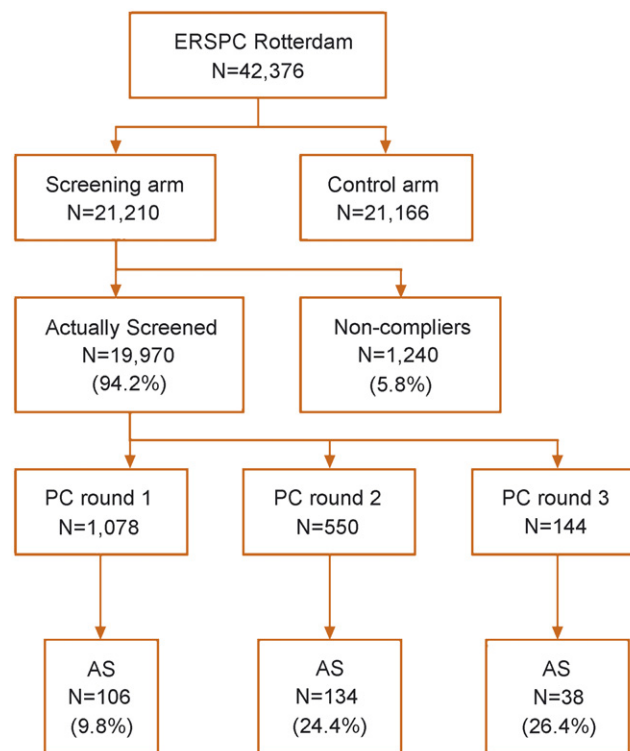 ERSPC Rotterdam
N=42,376
Screening arm
N=21,210
Control arm
N=21,166
Actually Screened
N=19,970
(94.2%)
Non-compliers
N=1,240
(5.8%)
PC round 1
N=1,078
PC round 2
N=550
PC round 3
N=144
AS
N=106
(9.8%)
AS
N=134
(24.4%)
AS
N=38
(26.4%)